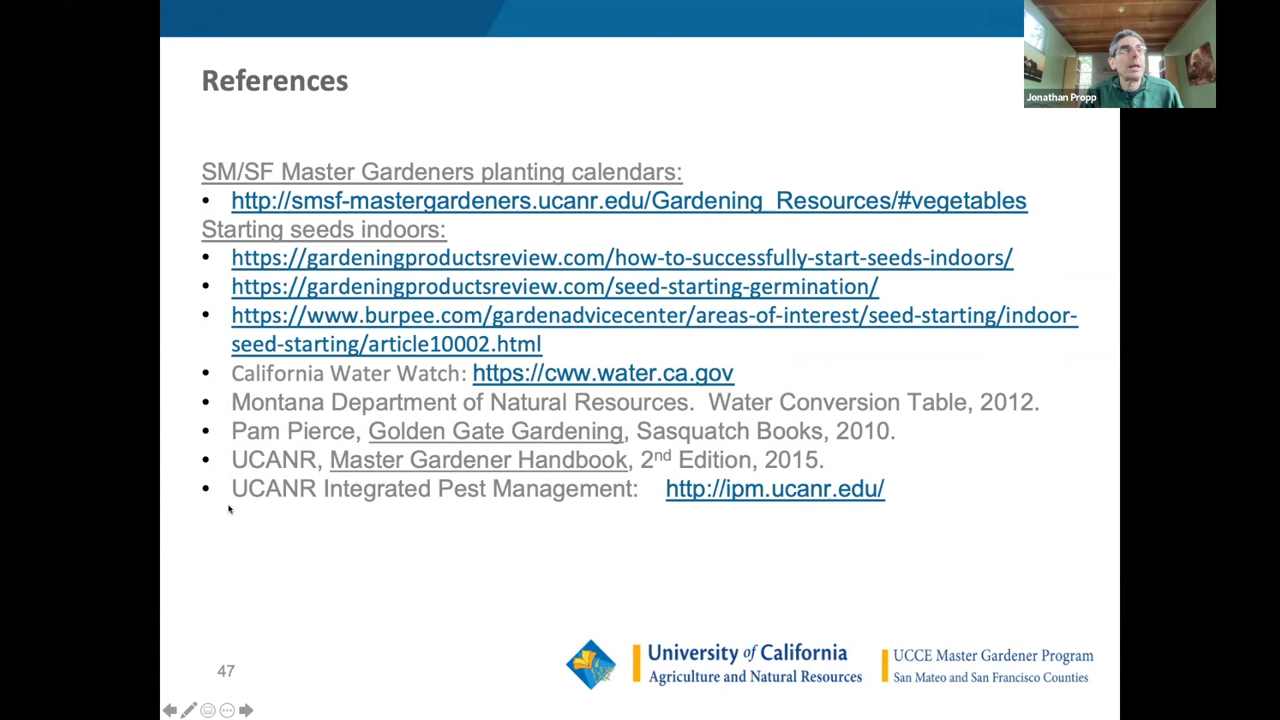 References
Jonathan Propp
SM/SF Master Gardeners planting calendars:
• http://smsf-mastergardeners.ucanr.edu/Gardening_Resources/#vegetables
Starting seeds indoors:
• https://gardeningproductsreview.com/how-to-successfully-start-seeds-indoors/
• https://gardeningproductsreview.com/seed-starting-germination/
• https://www.burpee.com/gardenadvicecenter/areas-of-interest/seed-starting/indoor-
seed-starting/article10002.html
• California Water Watch: https://cww.water.ca.gov
• Montana Department of Natural Resources.  Water Conversion Table, 2012.
• Pam Pierce, Golden Gate Gardening, Sasquatch Books, 2010.
• UCANR, Master Gardener Handbook, 2nd Edition, 2015.
• UCANR Integrated Pest Management: http://ipm.ucanr.edu/
47
University of California
Agriculture and Natural Resources
UCCE Master Gardener Program
San Mateo and San Francisco Counties